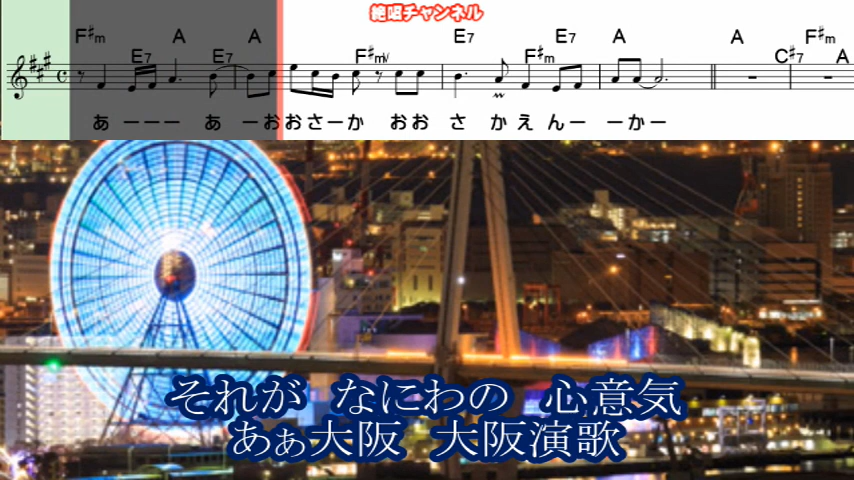 絶唱チャンネル
F#m A A E7 E7 A A F#m
E7 E7 F#m F#m C#7 A
あ ーーー あ ーおおさーか おお さ かえんー ーかー
それが なにわの 心意気
あぁ大阪 大阪演歌